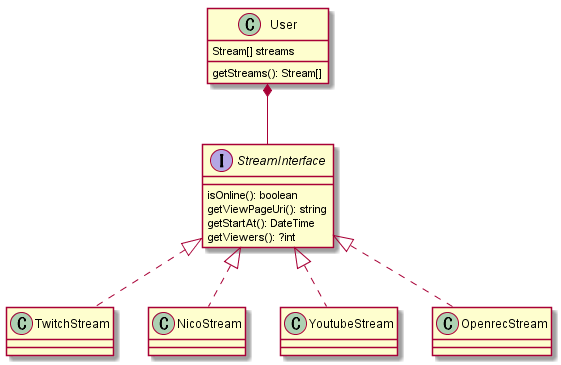 C User
Stream[] streams
getStreams(): Stream[]
I StreamInterface
isOnline(): boolean
getViewPageUri(): string
getStartAt(): DateTime
getViewers(): ?int
C TwitchStream
C NicoStream
C YoutubeStream
C OpenrecStream